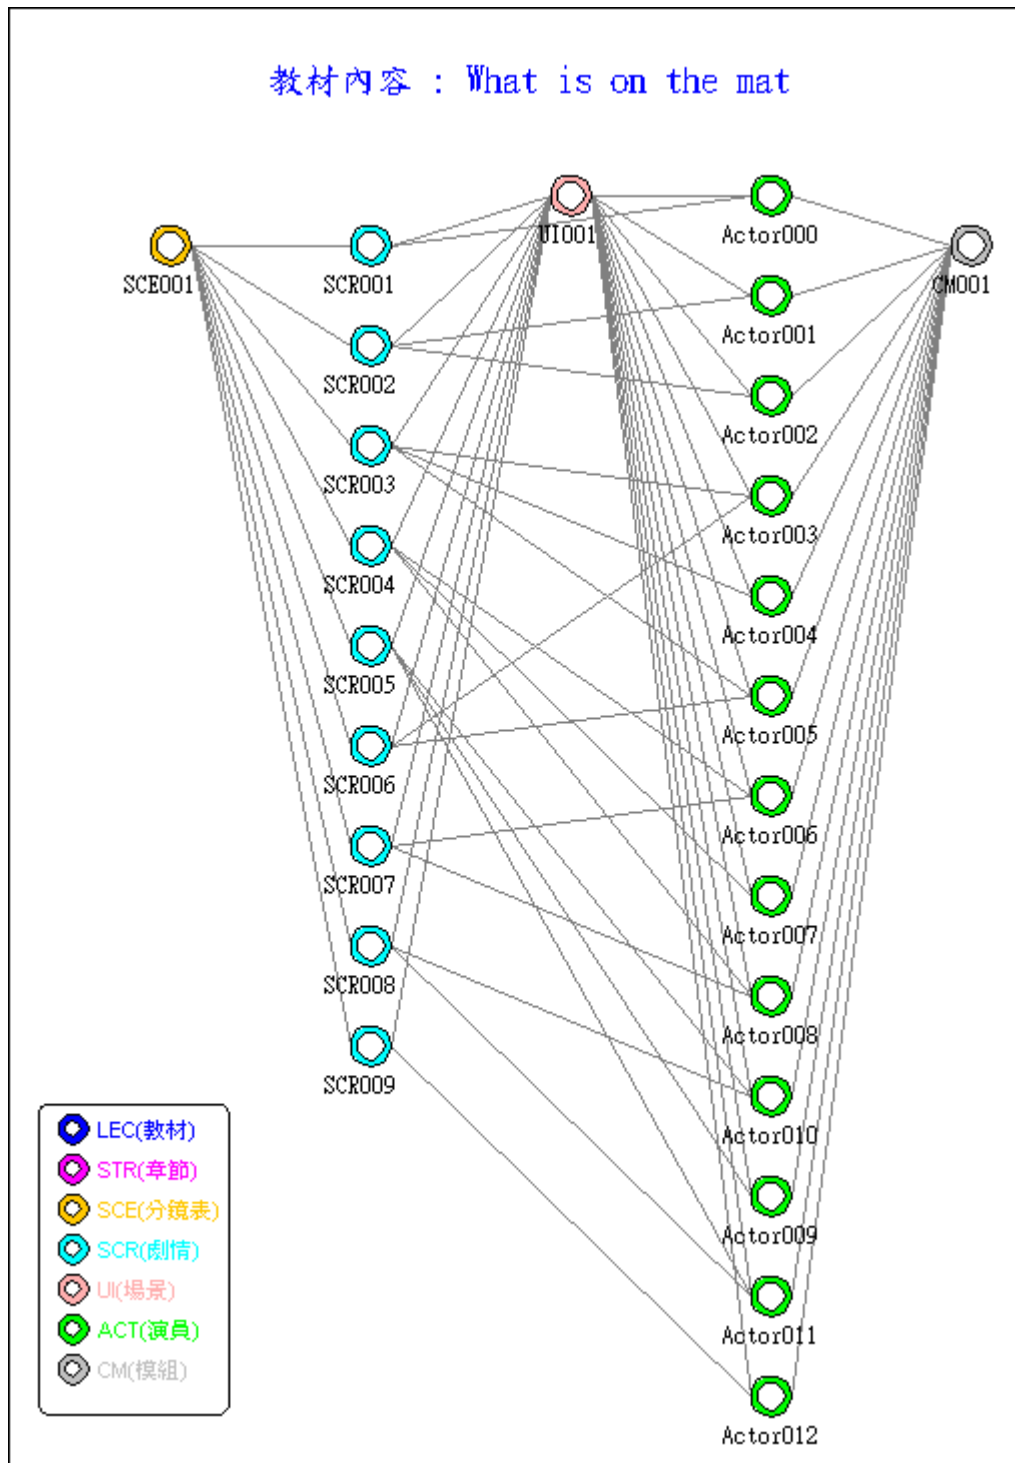 教材內容 : What is on the mat
UI001
Actor000
SCE001
SCR001
CM001
Actor001
SCR002
Actor002
SCR003
Actor003
SCR004
Actor004
SCR005
Actor005
SCR006
Actor006
SCR007
Actor007
SCR008
Actor008
SCR009
Actor010
LEC(教材)
STR(章節)
SCE(分鏡表)
Actor009
SCR(劇情)
UI(場景)
ACT(演員)
Actor011
CM(模組)
Actor012